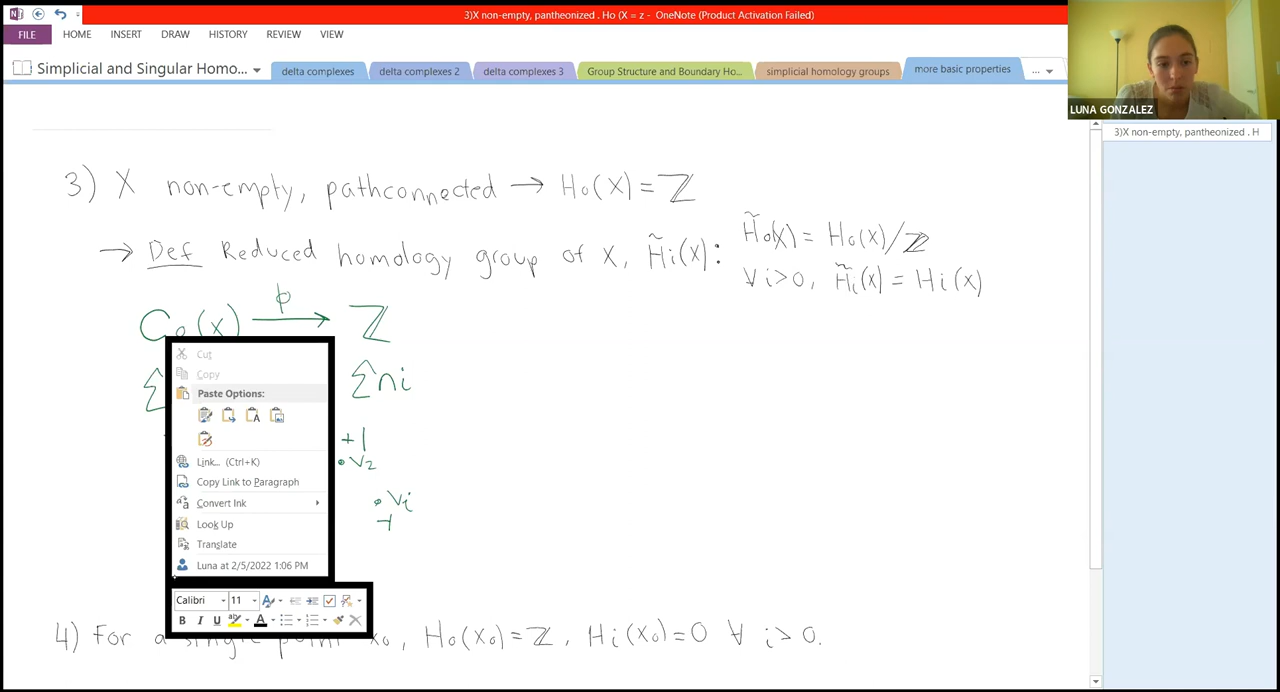 3)X non-empty, pantheonized . Ho (X = z - OneNote (Product Activation Failed)
FILE HOME INSERT DRAW HISTORY REVIEW VIEW
LUNA GONZALEZ
Simplicial and Singular Homo... delta complexes delta complexes 2 delta complexes 3 Group Structure and Boundary Ho... simplicial homology groups more basic properties ...
3)X non-empty, pantheonized . H
3) X non-empty, pathconnected → H₀(X) = ℤ
→ Def Reduced homology group of X, H̃i(X): H̃₀(X) = H₀(X)/ℤ
∀ i>0, H̃i(X) = Hi(X)
C₀(X) —ϕ→ ℤ
Σ Σni
+1
•v₂
•vi
Cut
Copy
Paste Options:
Link... (Ctrl+K)
Copy Link to Paragraph
Convert Ink
Look Up
Translate
Luna at 2/5/2022 1:06 PM
Calibri 11
B I U ab A
4) For a single point x₀, H₀(x₀) = ℤ, Hi(x₀) = 0 ∀ i > 0.